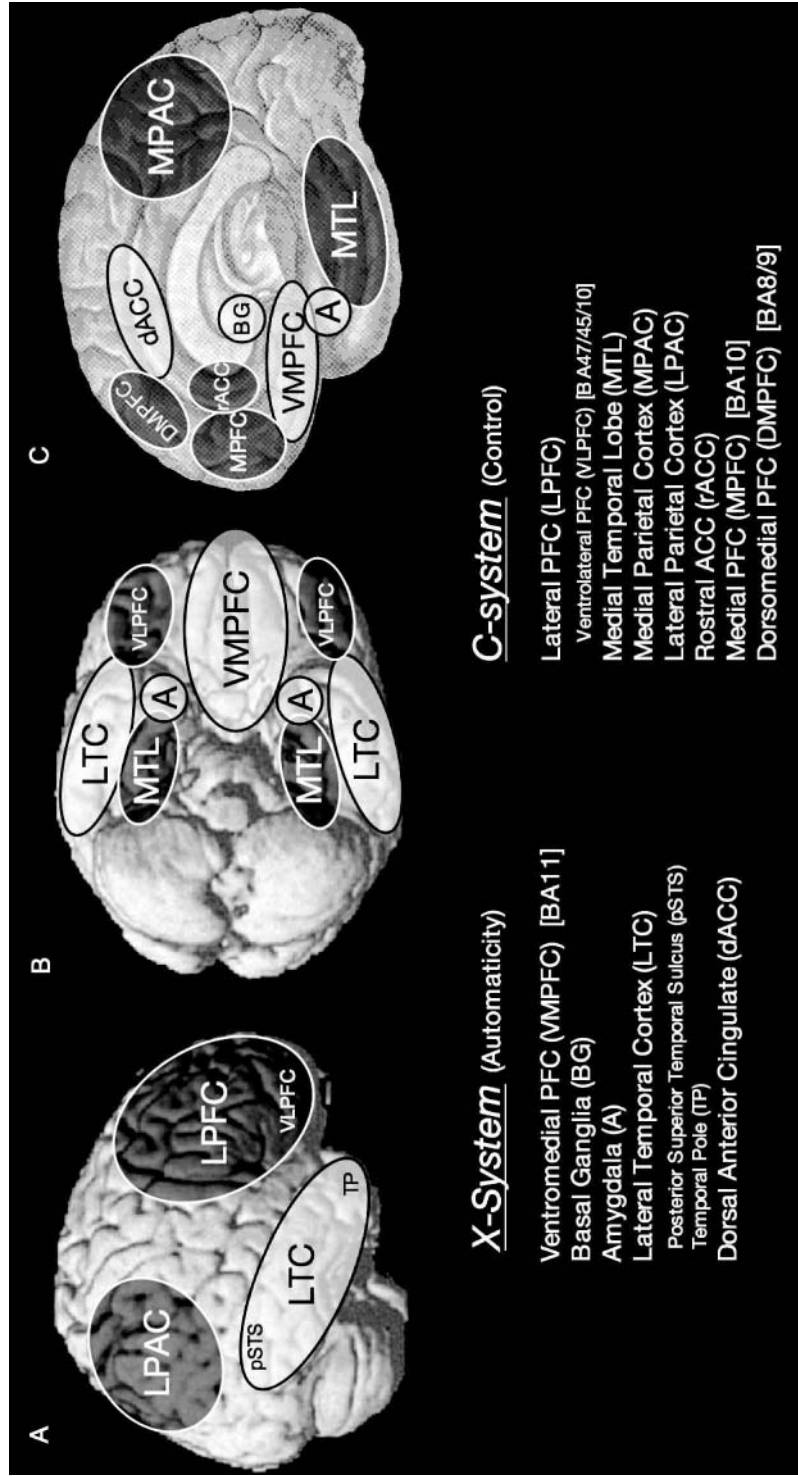 A
LPAC
LPFC
VLPFC
pSTS
LTC
TP
B
LTC
VLPFC
MTL
A
VMPFC
MTL
A
VLPFC
LTC
C
dACC
MPAC
DMPFC
rACC
BG
MPFC
VMPFC
A
MTL
X-System (Automaticity)
Ventromedial PFC (VMPFC) [BA11]
Basal Ganglia (BG)
Amygdala (A)
Lateral Temporal Cortex (LTC)
Posterior Superior Temporal Sulcus (pSTS)
Temporal Pole (TP)
Dorsal Anterior Cingulate (dACC)
C-system (Control)
Lateral PFC (LPFC)
Ventrolateral PFC (VLPFC) [BA47/45/10]
Medial Temporal Lobe (MTL)
Medial Parietal Cortex (MPAC)
Lateral Parietal Cortex (LPAC)
Rostral ACC (rACC)
Medial PFC (MPFC) [BA10]
Dorsomedial PFC (DMPFC) [BA8/9]